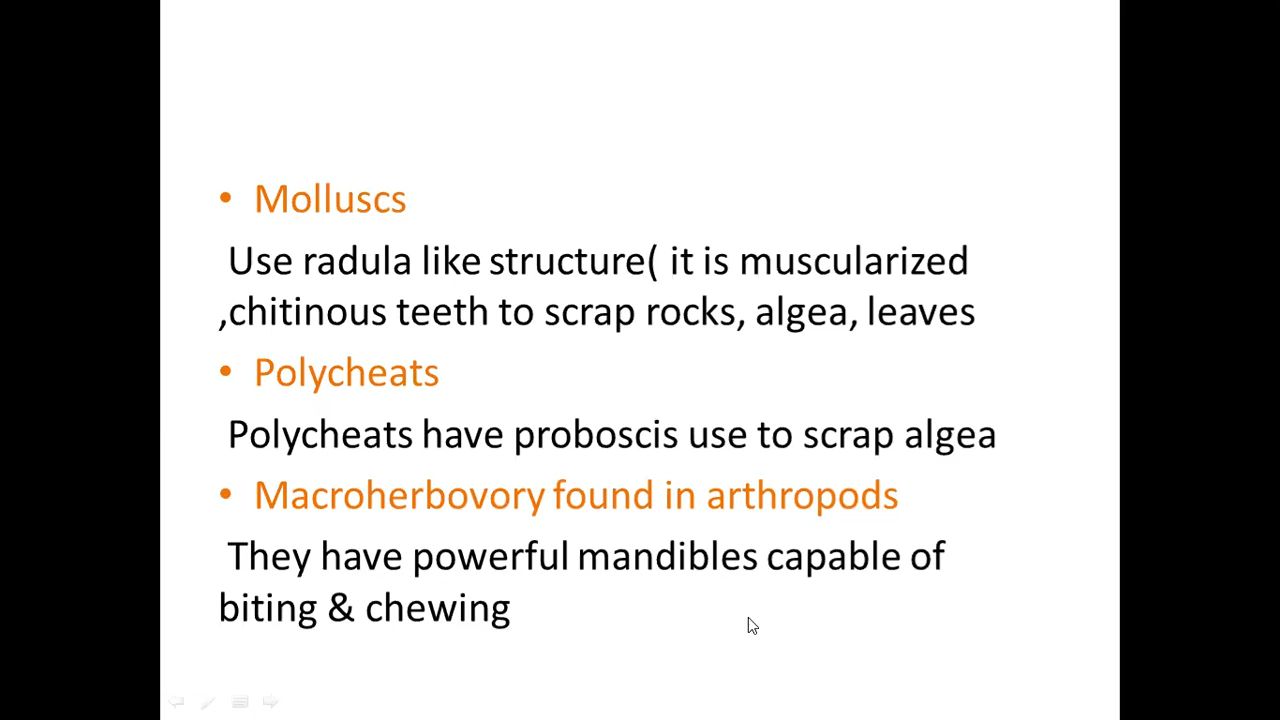 • Molluscs
Use radula like structure( it is muscularized
,chitinous teeth to scrap rocks, algea, leaves
• Polycheats
Polycheats have proboscis use to scrap algea
• Macroherbovory found in arthropods
They have powerful mandibles capable of
biting & chewing